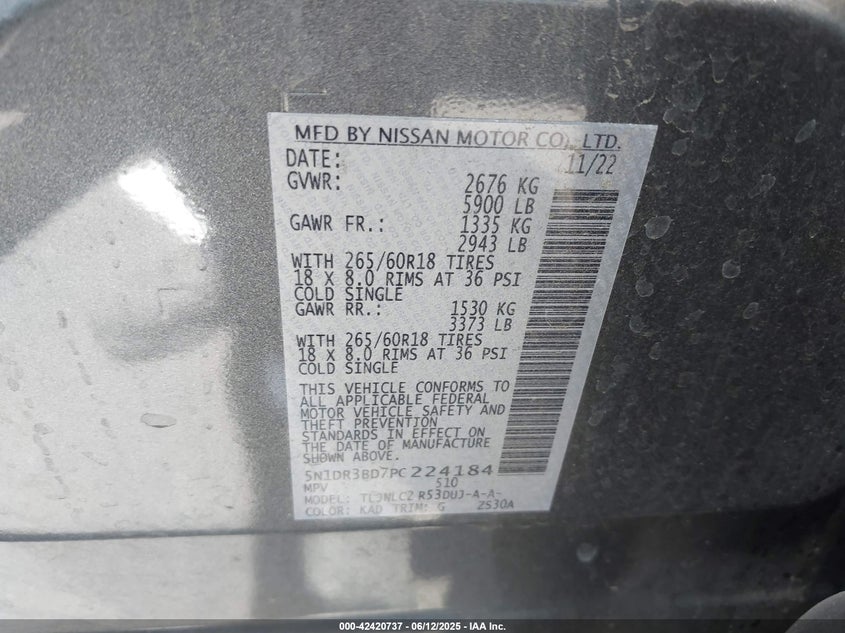 MFD BY NISSAN MOTOR CO., LTD.
DATE: 11/22
GVWR: 2676 KG
5900 LB
GAWR FR.: 1335 KG
2943 LB
WITH 265/60R18 TIRES
18 X 8.0 RIMS AT 36 PSI
COLD SINGLE
GAWR RR.: 1530 KG
3373 LB
WITH 265/60R18 TIRES
18 X 8.0 RIMS AT 36 PSI
COLD SINGLE
THIS VEHICLE CONFORMS TO
ALL APPLICABLE FEDERAL
MOTOR VEHICLE SAFETY AND
THEFT PREVENTION
STANDARDS IN EFFECT ON
THE DATE OF MANUFACTURE
SHOWN ABOVE.
5N1DR3BD7PC224184
MPV 510
MODEL: TLJNLCZ R53DUJ-A-A-
COLOR: KAD TRIM: G ZS30A
000-42420737 - 06/12/2025 - IAA Inc.